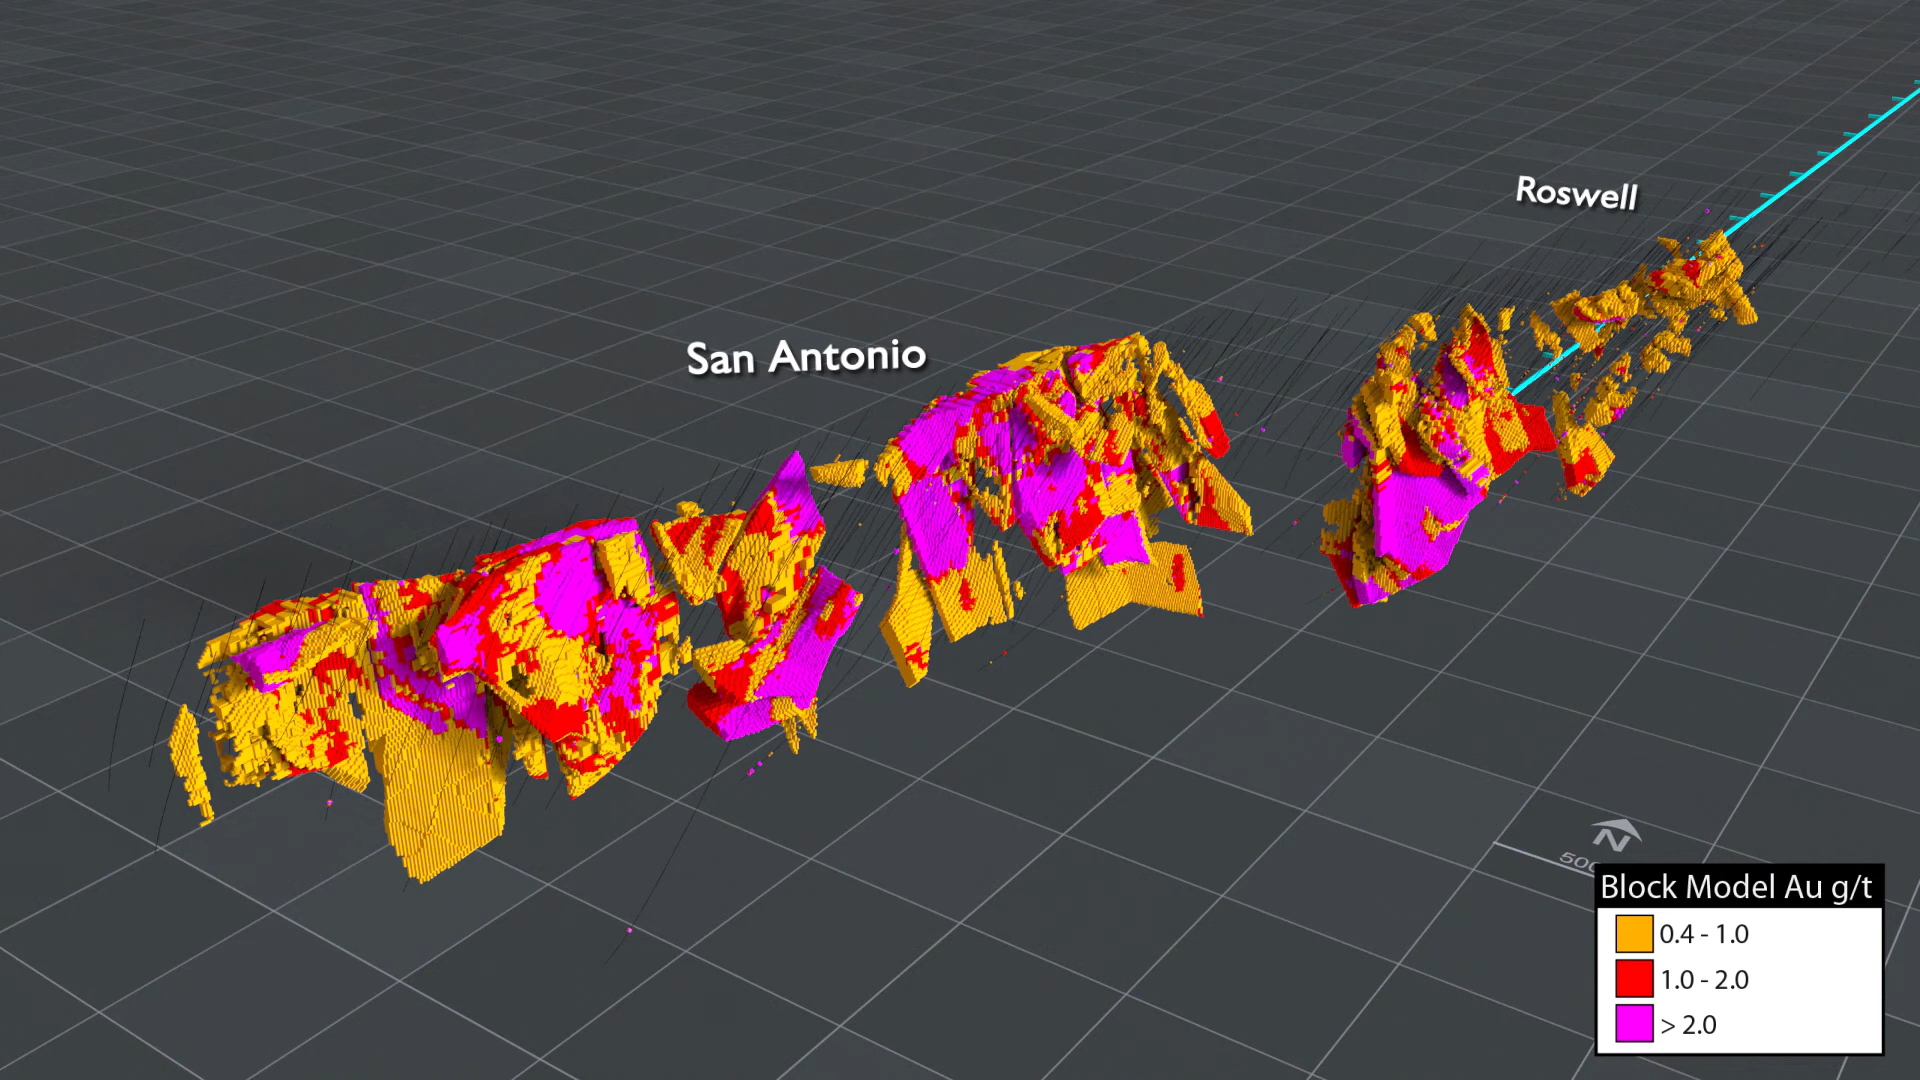 Roswell
San Antonio
N
Block Model Au g/t
0.4 - 1.0
1.0 - 2.0
> 2.0